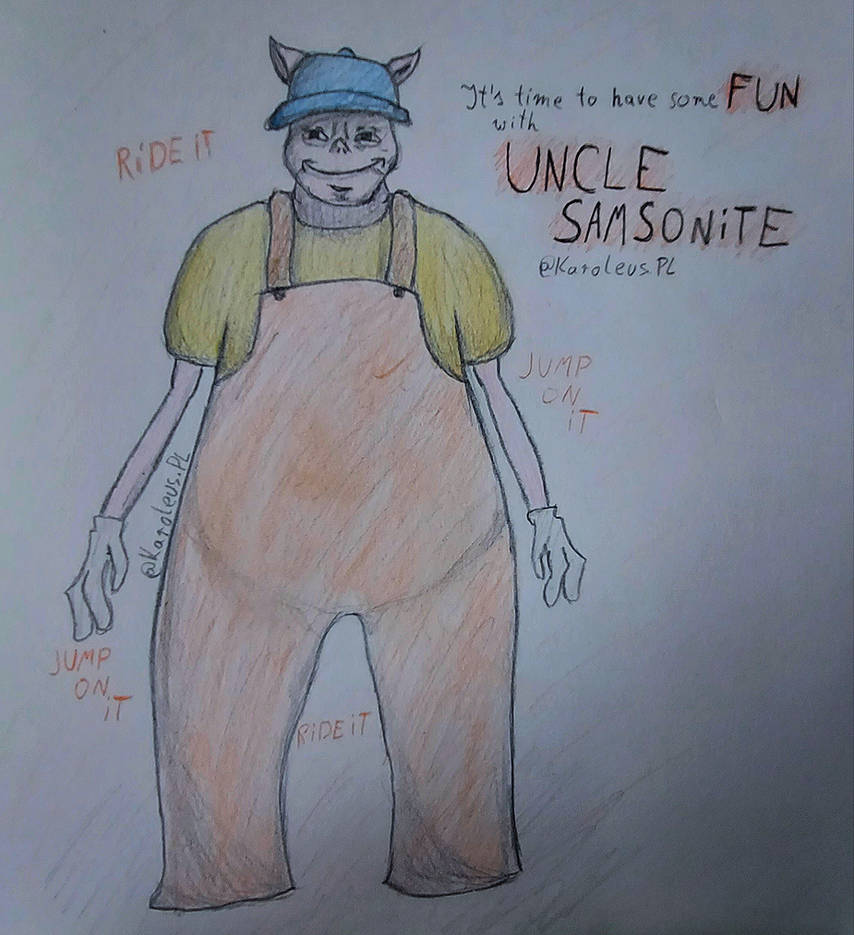 It's time to have some FUN
with
UNCLE
SAMSONiTE
@Karoleus.PL
RiDE iT
JUMP
ON
iT
@Karoleus.PL
JUMP
ON
iT
RiDE iT